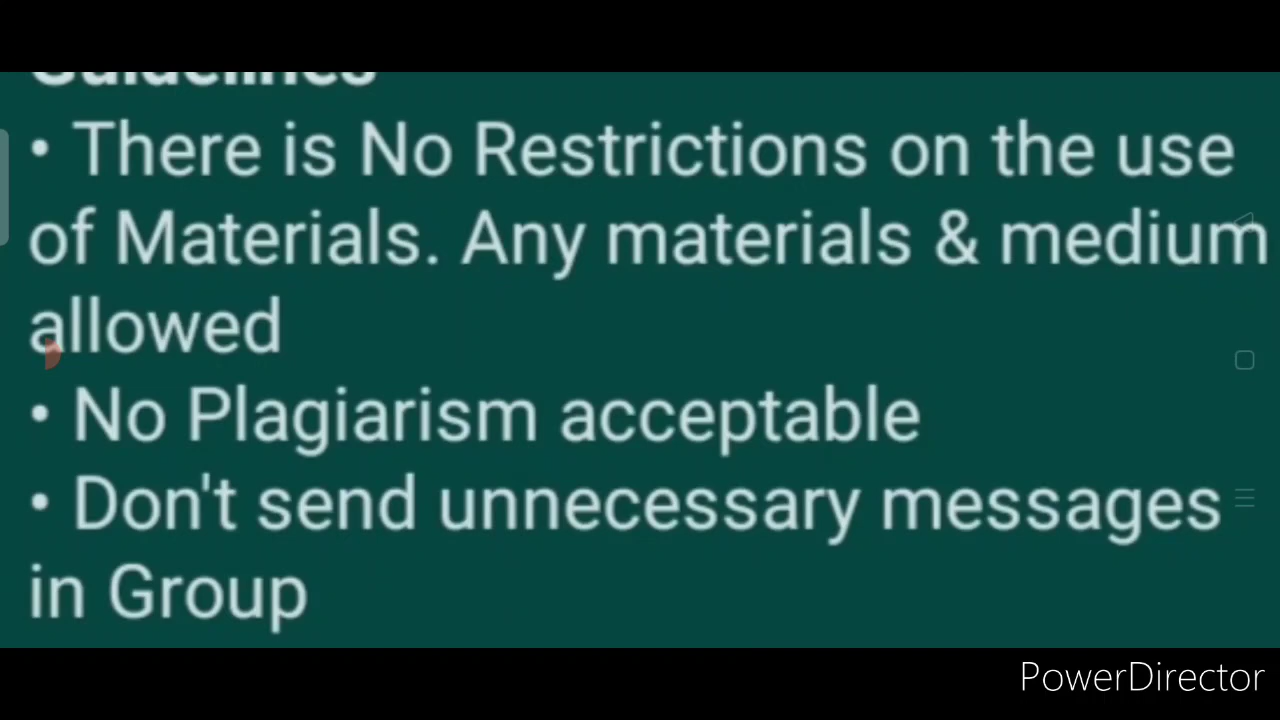 Guidelines
• There is No Restrictions on the use
of Materials. Any materials & medium
allowed
• No Plagiarism acceptable
• Don't send unnecessary messages
in Group
PowerDirector